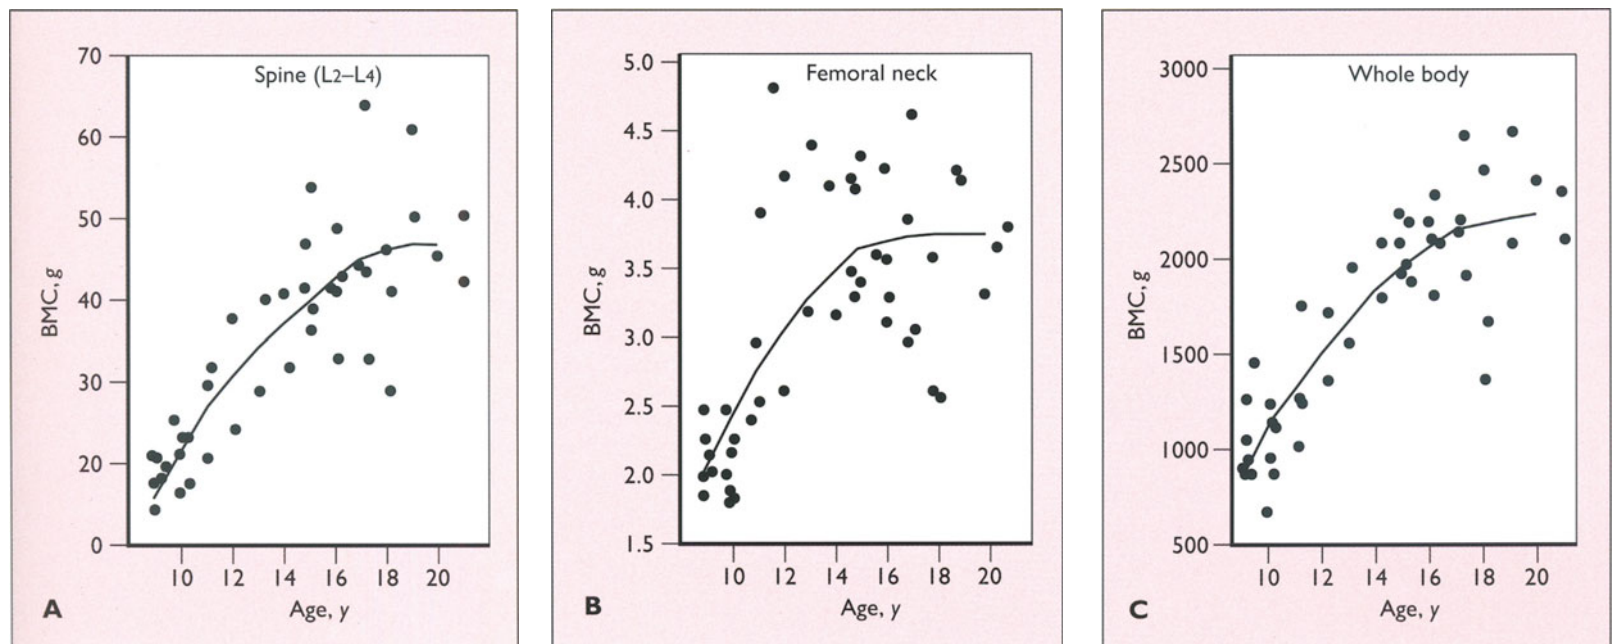 Spine (L2–L4)
70
60
50
40
30
20
0
BMC, g
10 12 14 16 18 20
Age, y
A
Femoral neck
5.0
4.5
4.0
3.5
3.0
2.5
2.0
1.5
BMC, g
10 12 14 16 18 20
Age, y
B
Whole body
3000
2500
2000
1500
1000
500
BMC, g
10 12 14 16 18 20
Age, y
C